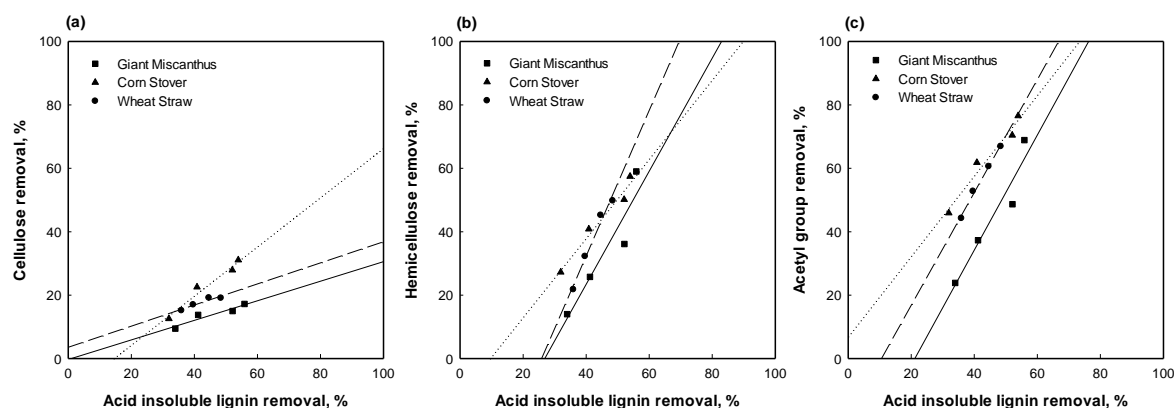 (a)
Giant Miscanthus
Corn Stover
Wheat Straw
Cellulose removal, %
100
80
60
40
20
0
0 20 40 60 80 100
Acid insoluble lignin removal, %
(b)
Giant Miscanthus
Corn Stover
Wheat Straw
Hemicellulose removal, %
100
80
60
40
20
0
0 20 40 60 80 100
Acid insoluble lignin removal, %
(c)
Giant Miscanthus
Corn Stover
Wheat Straw
Acetyl group removal, %
100
80
60
40
20
0
0 20 40 60 80 100
Acid insoluble lignin removal, %